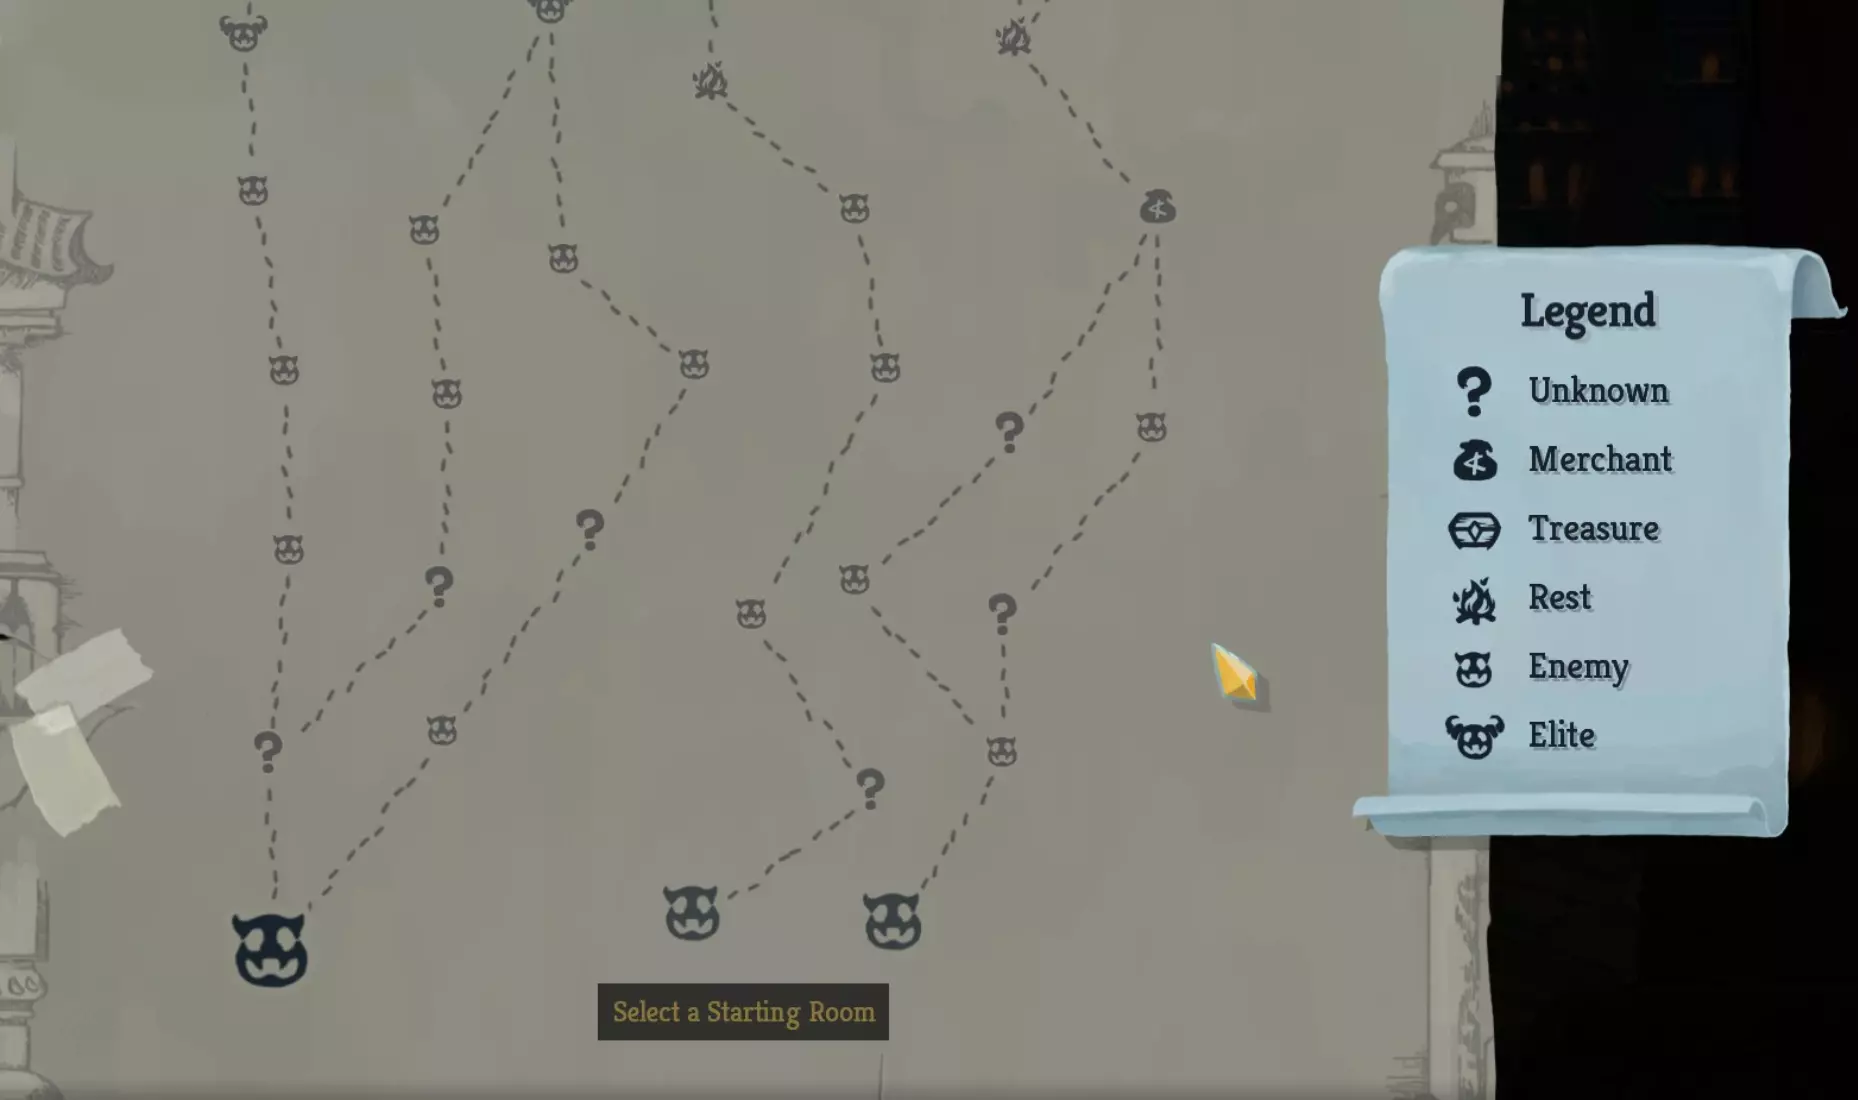 Legend
Unknown
Merchant
Treasure
Rest
Enemy
Elite
Select a Starting Room